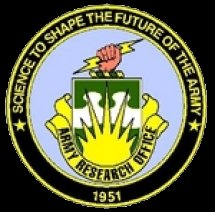 SCIENCE TO SHAPE THE FUTURE OF THE ARMY
ARMY RESEARCH OFFICE
1951